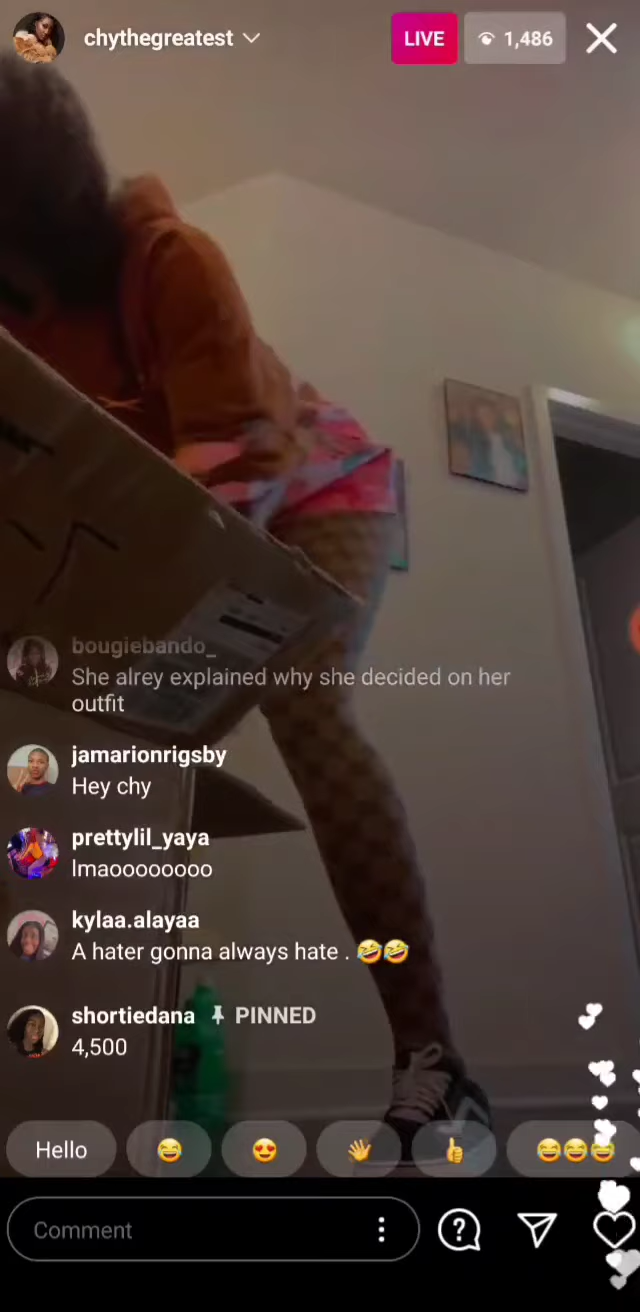 chythegreatest
LIVE
1,486
bougiebando_
She alrey explained why she decided on her
outfit
jamarionrigsby
Hey chy
prettylil_yaya
lmaoooooooo
kylaa.alayaa
A hater gonna always hate . 🤣🤣
shortiedana PINNED
4,500
Hello 😂 😍 👋 👍 😂😂😂
Comment